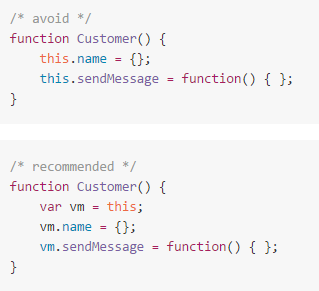 /* avoid */
function Customer() {
    this.name = {};
    this.sendMessage = function() { };
}
/* recommended */
function Customer() {
    var vm = this;
    vm.name = {};
    vm.sendMessage = function() { };
}